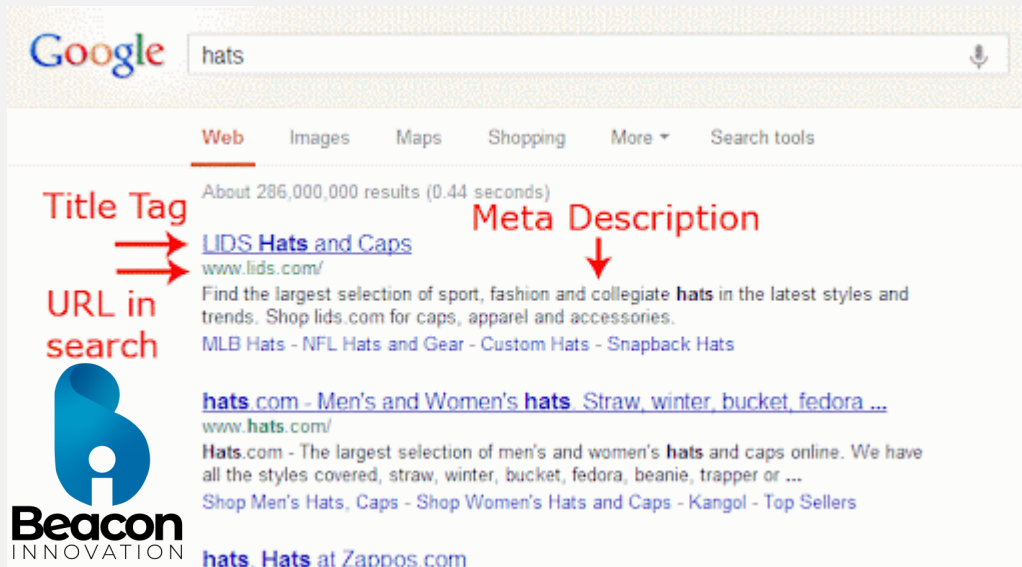 Google
hats
Web Images Maps Shopping More Search tools
About 286,000,000 results (0.44 seconds)
Title Tag
Meta Description
LIDS Hats and Caps
www.lids.com/
URL in
search
Find the largest selection of sport, fashion and collegiate hats in the latest styles and
trends. Shop lids.com for caps, apparel and accessories.
MLB Hats - NFL Hats and Gear - Custom Hats - Snapback Hats
hats.com - Men's and Women's hats. Straw, winter, bucket, fedora ...
www.hats.com/
Hats.com - The largest selection of men's and women's hats and caps online. We have
all the styles covered, straw, winter, bucket, fedora, beanie, trapper or ...
Shop Men's Hats, Caps - Shop Women's Hats and Caps - Kangol - Top Sellers
Beacon
INNOVATION
hats, Hats at Zappos.com